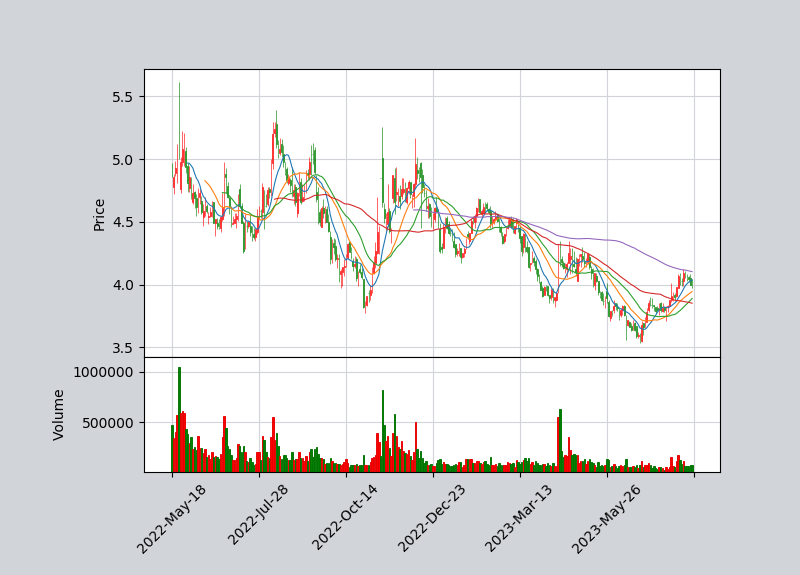 5.5
5.0
4.5
4.0
3.5
Price
1000000
500000
Volume
2022-May-18
2022-Jul-28
2022-Oct-14
2022-Dec-23
2023-Mar-13
2023-May-26